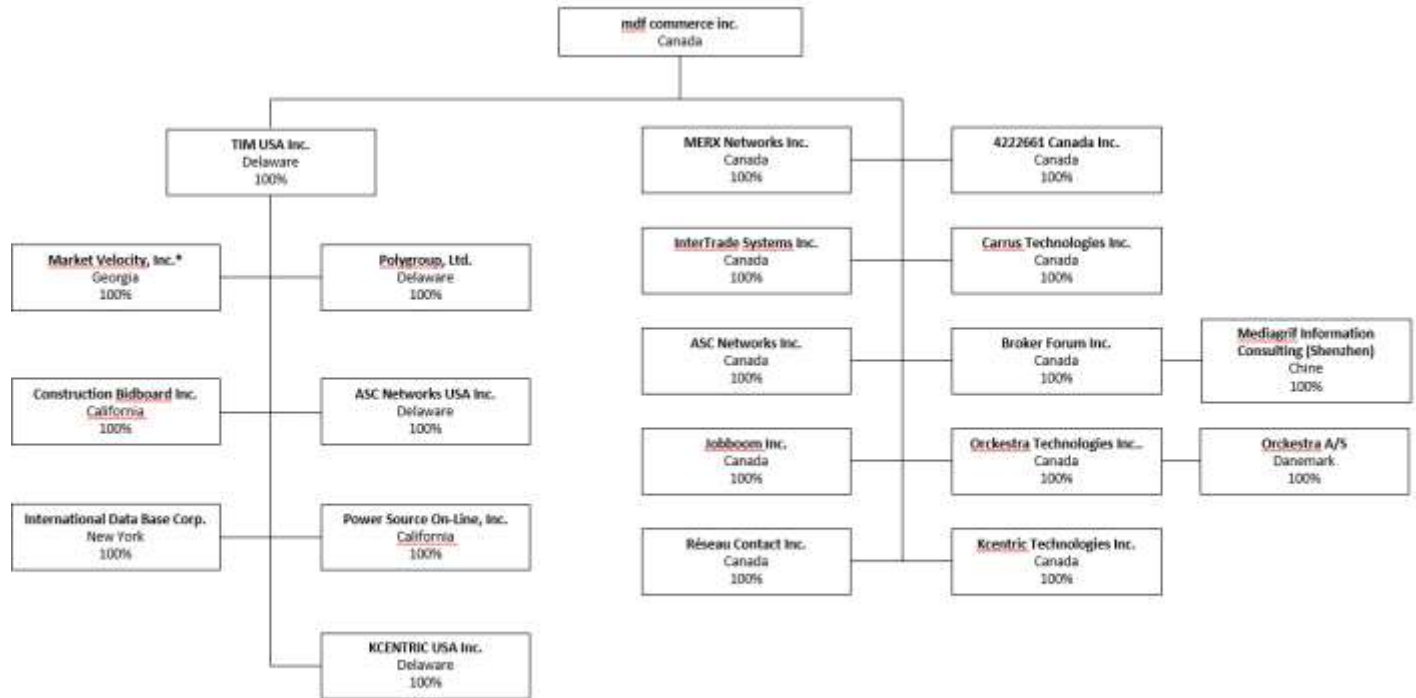 mdf commerce inc.
Canada
TIM USA Inc.
Delaware
100%
Market Velocity, Inc.*
Georgia
100%
Polygroup, Ltd.
Delaware
100%
Construction Bidboard Inc.
California
100%
ASC Networks USA Inc.
Delaware
100%
International Data Base Corp.
New York
100%
Power Source On-Line, Inc.
California
100%
KCENTRIC USA Inc.
Delaware
100%
MERX Networks Inc.
Canada
100%
4222661 Canada Inc.
Canada
100%
InterTrade Systems Inc.
Canada
100%
Carrus Technologies Inc.
Canada
100%
ASC Networks Inc.
Canada
100%
Broker Forum Inc.
Canada
100%
Mediagrif Information
Consulting (Shenzhen)
Chine
100%
Jobboom Inc.
Canada
100%
Orckestra Technologies Inc..
Canada
100%
Orckestra A/S
Danemark
100%
Réseau Contact Inc.
Canada
100%
Kcentric Technologies Inc.
Canada
100%